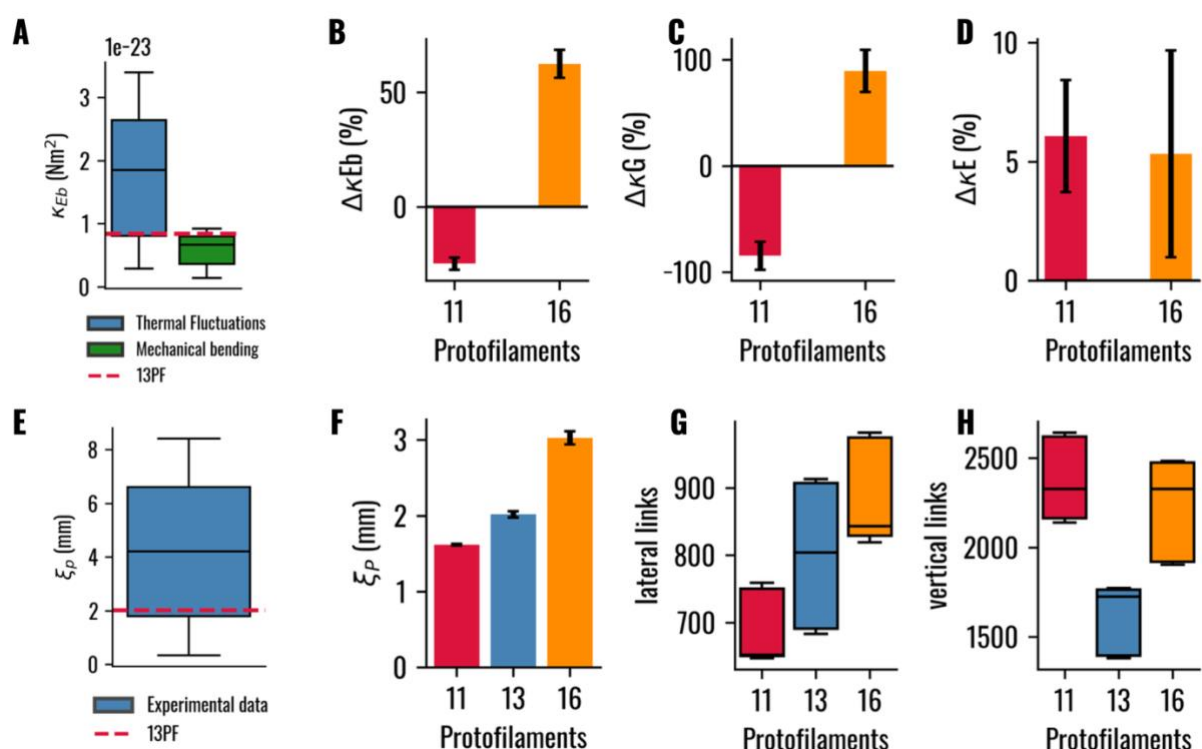 A
1e−23
κEb (Nm²)
3
2
1
0
Thermal Fluctuations
Mechanical bending
13PF
B
ΔκEb (%)
50
0
11
16
Protofilaments
C
ΔκG (%)
100
0
-100
11
16
Protofilaments
D
ΔκE (%)
10
5
0
11
16
Protofilaments
E
ξp (mm)
8
6
4
2
0
Experimental data
13PF
F
ξP (mm)
3
2
1
0
11
13
16
Protofilaments
G
lateral links
900
800
700
11
13
16
Protofilaments
H
vertical links
2500
2000
1500
11
13
16
Protofilaments